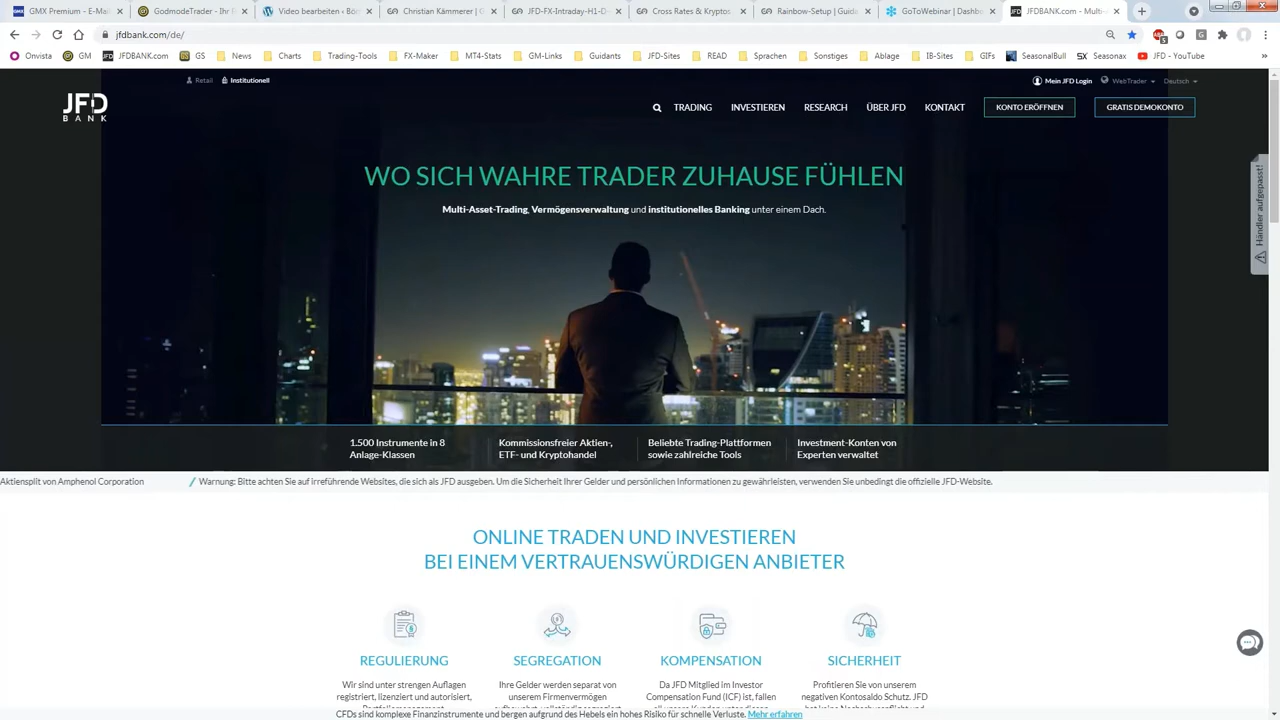 GMX Premium - E-Mai
GodmodeTrader - Ihr F
Video bearbeiten ‹ Bör
Christian Kämmerer | G
JFD-FX-Intraday-H1-D-
Cross Rates & Kryptos
Rainbow-Setup | Guida
GoToWebinar | Dashbo
JFDBANK.com - Multi-
jfdbank.com/de/
Onvista
GM
JFDBANK.com
GS
News
Charts
Trading-Tools
FX-Maker
MT4-Stats
GM-Links
Guidants
JFD-Sites
READ
Sprachen
Sonstiges
Ablage
IB-Sites
GIFs
SeasonalBull
Seasonax
JFD - YouTube
Retail
Institutionell
Mein JFD Login
WebTrader
Deutsch
JFD
BANK
TRADING
INVESTIEREN
RESEARCH
ÜBER JFD
KONTAKT
KONTO ERÖFFNEN
GRATIS DEMOKONTO
WO SICH WAHRE TRADER ZUHAUSE FÜHLEN
Multi-Asset-Trading, Vermögensverwaltung und institutionelles Banking unter einem Dach.
Händler aufgepasst!
1.500 Instrumente in 8
Anlage-Klassen
Kommissionsfreier Aktien-,
ETF- und Kryptohandel
Beliebte Trading-Plattformen
sowie zahlreiche Tools
Investment-Konten von
Experten verwaltet
Aktiensplit von Amphenol Corporation
Warnung: Bitte achten Sie auf irreführende Websites, die sich als JFD ausgeben. Um die Sicherheit Ihrer Gelder und persönlichen Informationen zu gewährleisten, verwenden Sie unbedingt die offizielle JFD-Website.
ONLINE TRADEN UND INVESTIEREN
BEI EINEM VERTRAUENSWÜRDIGEN ANBIETER
REGULIERUNG
Wir sind unter strengen Auflagen
registriert, lizenziert und autorisiert,
SEGREGATION
Ihre Gelder werden separat von
unserem Firmenvermögen
KOMPENSATION
Da JFD Mitglied im Investor
Compensation Fund (ICF) ist, fallen
SICHERHEIT
Profitieren Sie von unserem
negativen Kontosaldo Schutz. JFD
CFDs sind komplexe Finanzinstrumente und bergen aufgrund des Hebels ein hohes Risiko für schnelle Verluste. Mehr erfahren